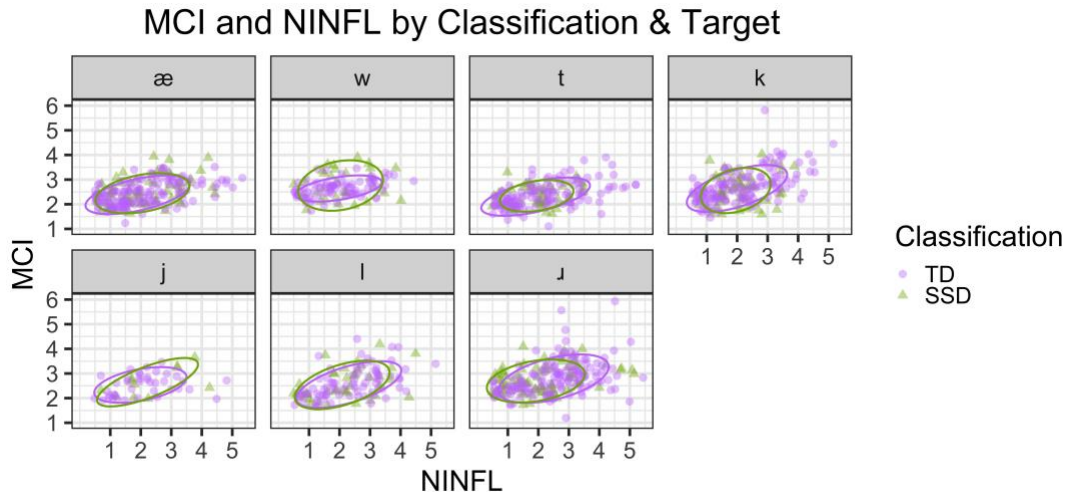 MCI and NINFL by Classification & Target
æ w t k
6
5
4
3
2
1
1 2 3 4 5
MCI
Classification
TD
SSD
j l ɹ
6
5
4
3
2
1
1 2 3 4 5 1 2 3 4 5 1 2 3 4 5
NINFL